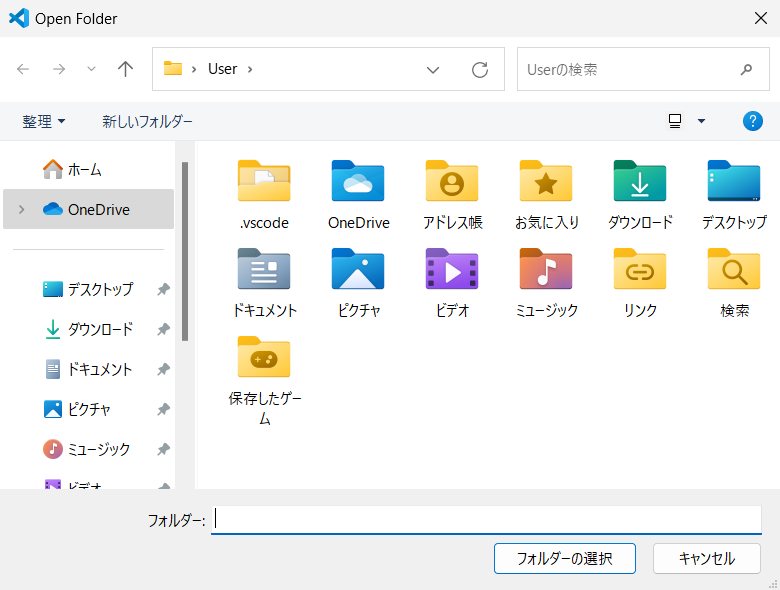 Open Folder
User
Userの検索
整理
新しいフォルダー
ホーム
OneDrive
デスクトップ
ダウンロード
ドキュメント
ピクチャ
ミュージック
ビデオ
.vscode
OneDrive
アドレス帳
お気に入り
ダウンロード
デスクトップ
ドキュメント
ピクチャ
ビデオ
ミュージック
リンク
検索
保存したゲー
ム
フォルダー:
フォルダーの選択
キャンセル